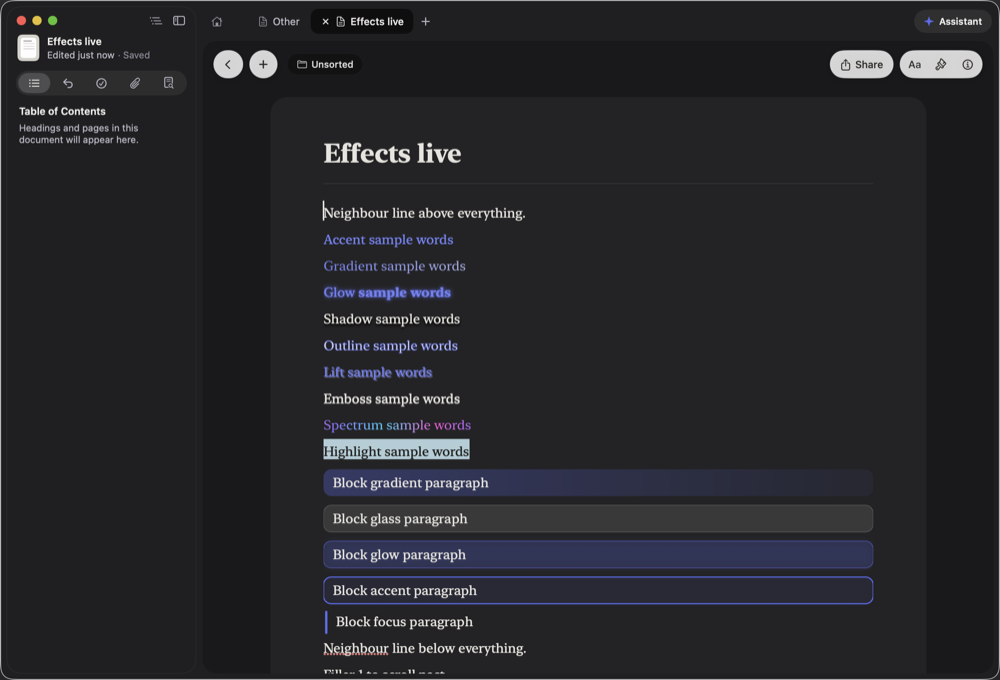 Effects live
Edited just now · Saved
Table of Contents
Headings and pages in this
document will appear here.
Other
Effects live
Assistant
Unsorted
Share
Aa
Effects live
Neighbour line above everything.
Accent sample words
Gradient sample words
Glow sample words
Shadow sample words
Outline sample words
Lift sample words
Emboss sample words
Spectrum sample words
Highlight sample words
Block gradient paragraph
Block glass paragraph
Block glow paragraph
Block accent paragraph
Block focus paragraph
Neighbour line below everything.